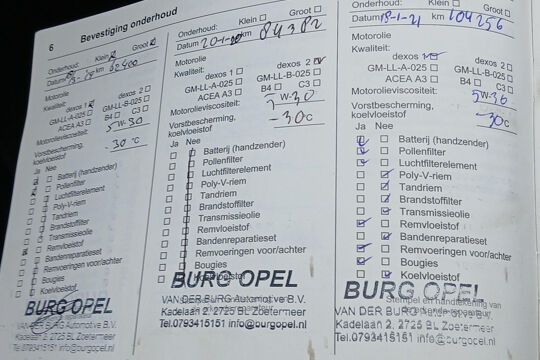 6 Bevestiging onderhoud
Onderhoud: Klein Groot
Datum km 62400
Motorolie
Kwaliteit: dexos 1 dexos 2
GM-LL-A-025 GM-LL-B-025
ACEA A3 B4 C3
Motorolieviscositeit: 5W-30
Vorstbescherming, koelvloeistof -30 °C
Ja Nee
Batterij (handzender)
Pollenfilter
Luchtfilterelement
Poly-V-riem
Tandriem
Brandstoffilter
Transmissieolie
Remvloeistof
Bandenreparatieset
Remvoeringen voor/achter
Bougies
Koelvloeistof
BURG OPEL
VAN DER BURG Automotive B.V.
Kadelaan 2, 2725 BL Zoetermeer
Tel.0793415151 info@burgopel.nl
Onderhoud: Klein Groot
Datum 20-1-20 km 84382
Motorolie
Kwaliteit:
dexos 1 dexos 2
GM-LL-A-025 GM-LL-B-025
ACEA A3 B4 C3
Motorolieviscositeit: W-30
Vorstbescherming,
koelvloeistof -30 °C
Ja Nee
Batterij (handzender)
Pollenfilter
Luchtfilterelement
Poly-V-riem
Tandriem
Brandstoffilter
Transmissieolie
Remvloeistof
Bandenreparatieset
Remvoeringen voor/achter
Bougies
Koelvloeistof
BURG OPEL
VAN DER BURG Automotive B.V.
Kadelaan 2, 2725 BL Zoetermeer
Tel.0793415151 info@burgopel.nl
Onderhoud: Klein Groot
Datum 18-1-21 km 104256
Motorolie
Kwaliteit:
dexos 1 dexos 2
GM-LL-A-025 GM-LL-B-025
ACEA A3 B4 C3
Motorolieviscositeit: 5W-30
Vorstbescherming,
koelvloeistof -30 °C
Ja Nee
Batterij (handzender)
Pollenfilter
Luchtfilterelement
Poly-V-riem
Tandriem
Brandstoffilter
Transmissieolie
Remvloeistof
Bandenreparatieset
Remvoeringen voor/achter
Bougies
Koelvloeistof
BURG OPEL
Stempel en handtekening van
VAN DER BURG Automotive B.V.
Kadelaan 2, 2725 BL Zoetermeer
Tel.0793415151 info@burgopel.nl